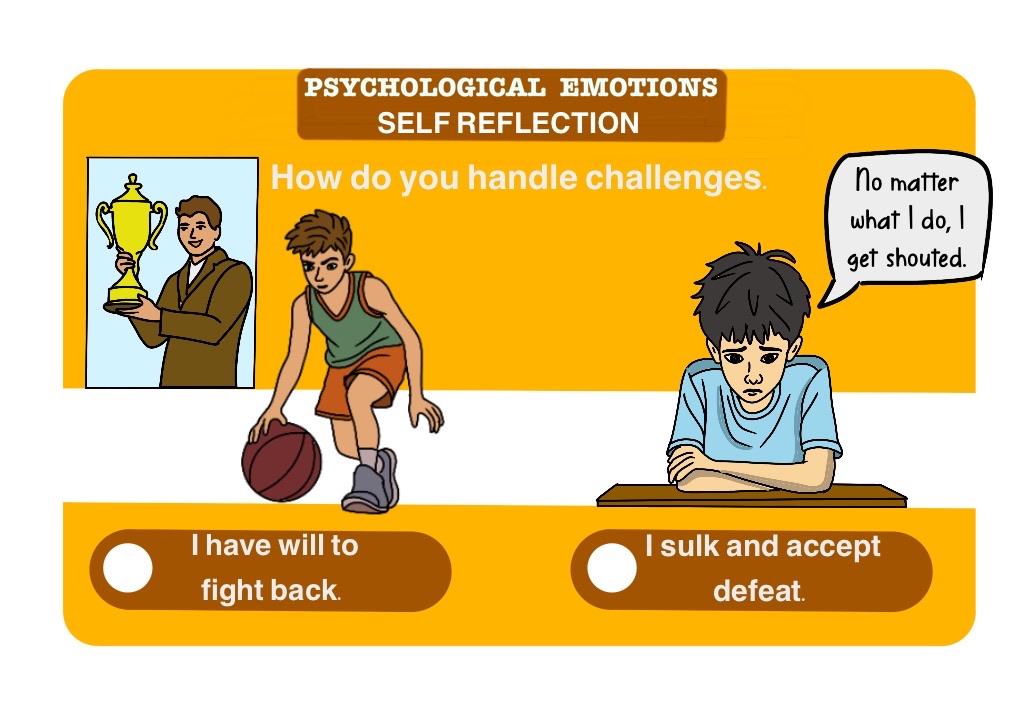 PSYCHOLOGICAL EMOTIONS
SELF REFLECTION
How do you handle challenges.
No matter
what I do, I
get shouted.
I have will to
fight back.
I sulk and accept
defeat.